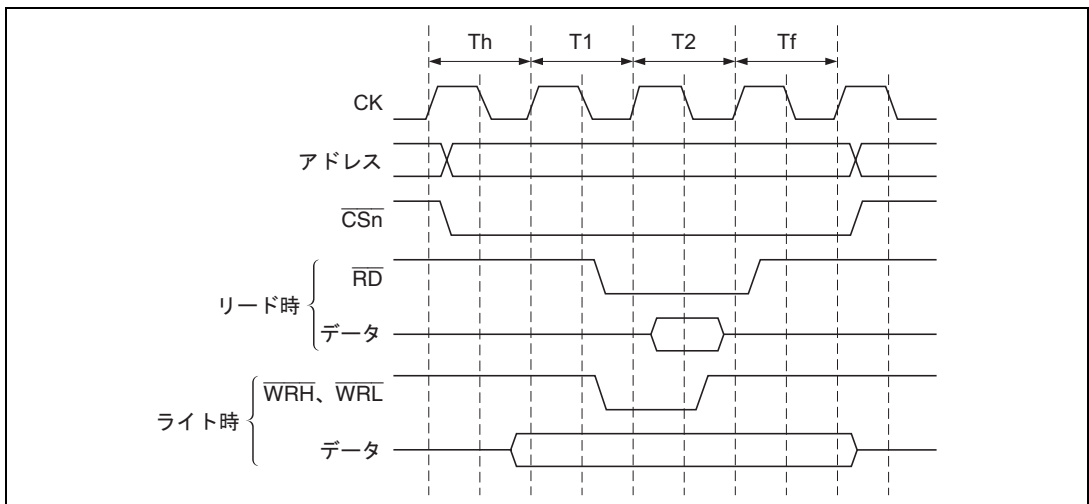 Th T1 T2 Tf
CK
アドレス
CSn
RD
リード時
データ
WRH、WRL
ライト時
データ